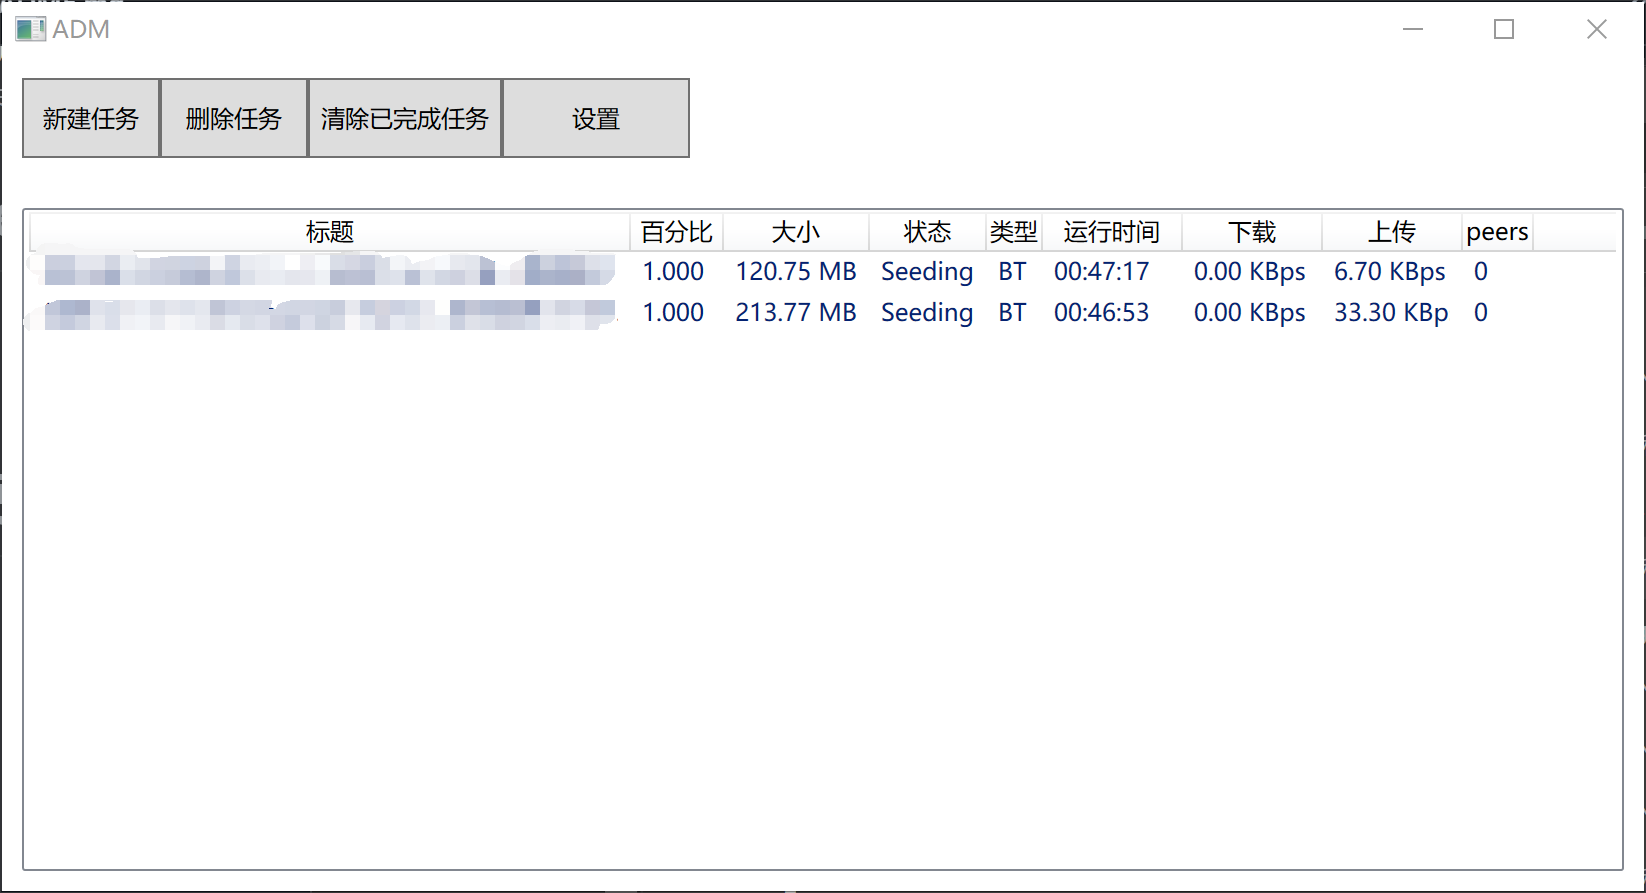 ADM
新建任务 删除任务 清除已完成任务 设置
标题 百分比 大小 状态 类型 运行时间 下载 上传 peers
1.000 120.75 MB Seeding BT 00:47:17 0.00 KBps 6.70 KBps 0
1.000 213.77 MB Seeding BT 00:46:53 0.00 KBps 33.30 KBp 0